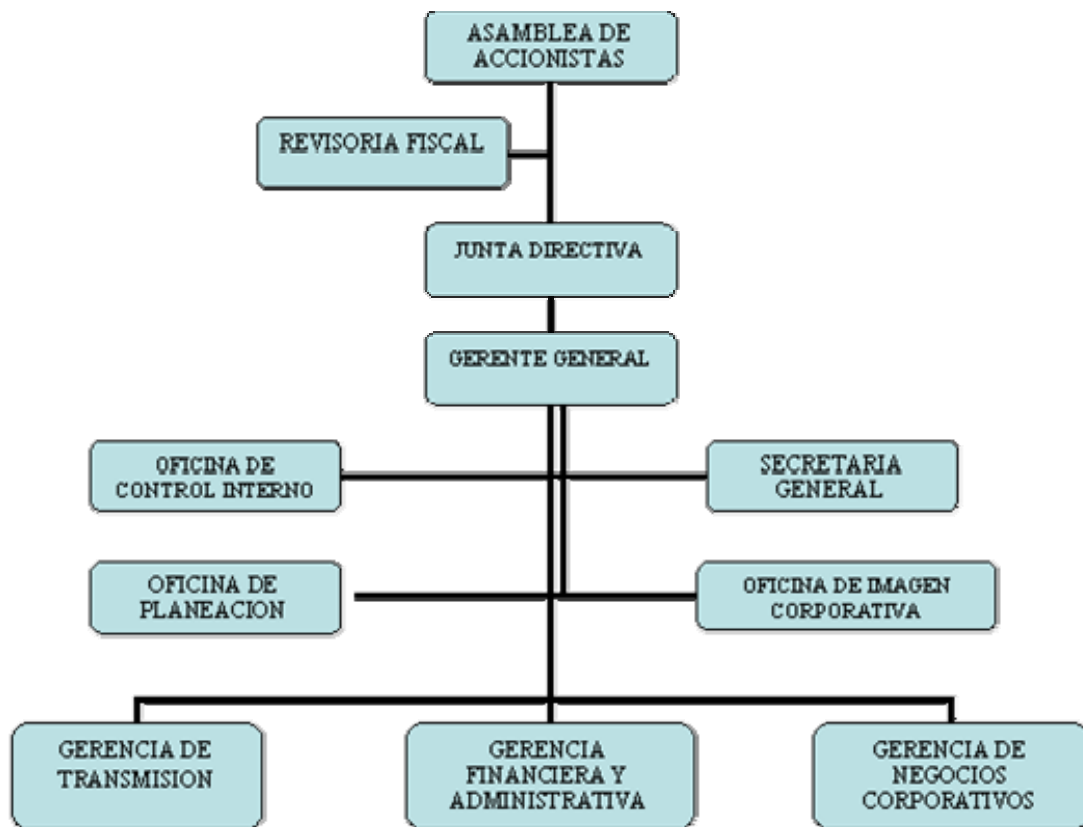 ASAMBLEA DE
ACCIONISTAS
REVISORIA FISCAL
JUNTA DIRECTIVA
GERENTE GENERAL
OFICINA DE
CONTROL INTERNO
SECRETARIA
GENERAL
OFICINA DE
PLANEACION
OFICINA DE IMAGEN
CORPORATIVA
GERENCIA DE
TRANSMISION
GERENCIA
FINANCIERA Y
ADMINISTRATIVA
GERENCIA DE
NEGOCIOS
CORPORATIVOS